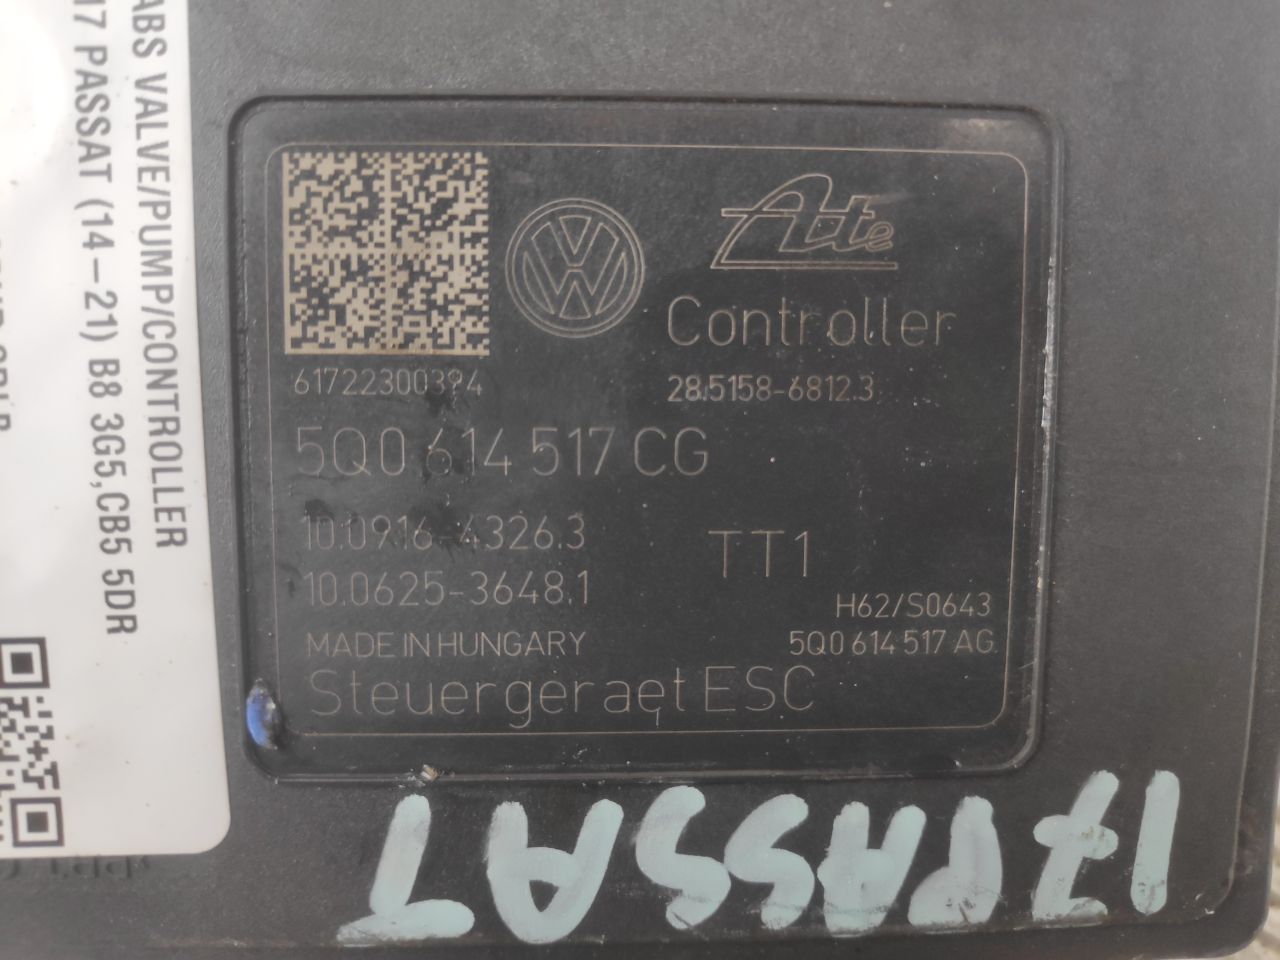 ABS VALVE/PUMP/CONTROLLER
17 PASSAT (14-21) B8 3G5,CB5 5DR
Ate
Controller
61722300394
28.5158-6812.3
5Q0 614 517 CG
10.0916-4326.3
TT1
10.0625-3648.1
H62/S0643
MADE IN HUNGARY
5Q0 614 517 AG
Steuergeraet ESC
17 PASSAT